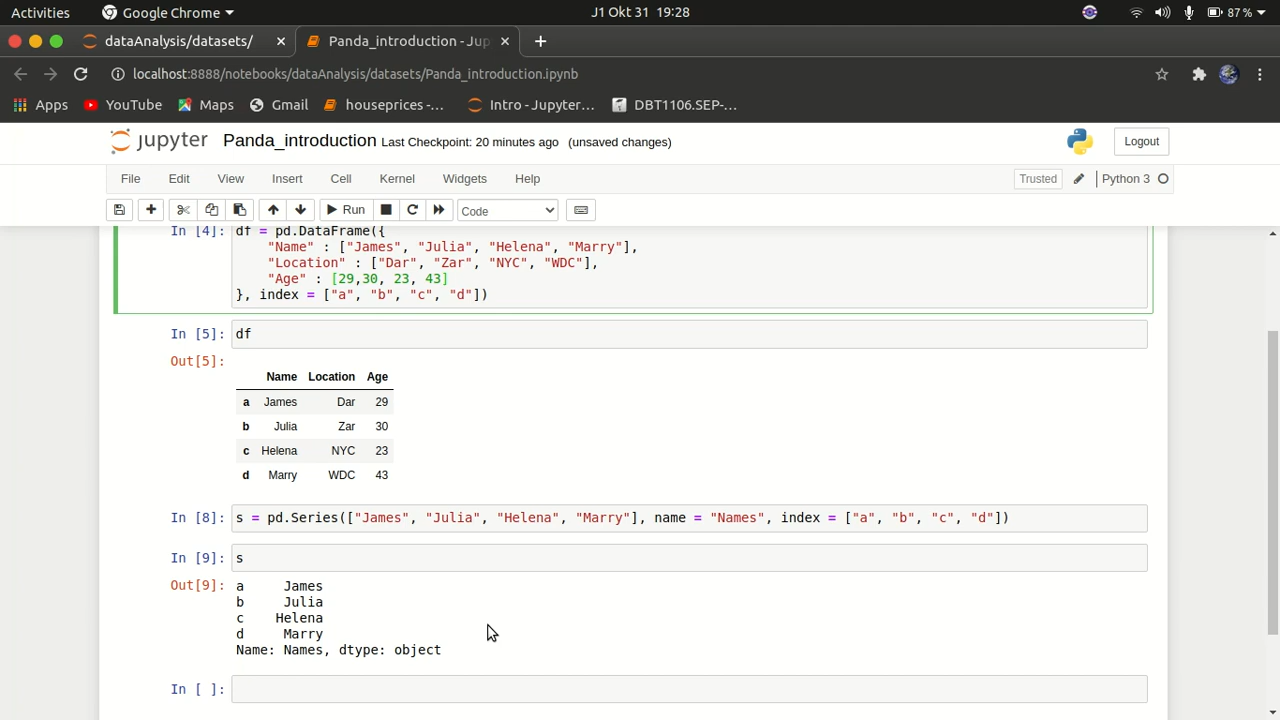 Activities Google Chrome J1 Okt 31 19:28 87%
dataAnalysis/datasets/ Panda_introduction - Jup
localhost:8888/notebooks/dataAnalysis/datasets/Panda_introduction.ipynb
Apps YouTube Maps Gmail houseprices -... Intro - Jupyter... DBT1106.SEP-...
jupyter Panda_introduction Last Checkpoint: 20 minutes ago (unsaved changes) Logout
File Edit View Insert Cell Kernel Widgets Help Trusted Python 3
Run Code
In [4]: df = pd.DataFrame({
"Name" : ["James", "Julia", "Helena", "Marry"],
"Location" : ["Dar", "Zar", "NYC", "WDC"],
"Age" : [29,30, 23, 43]
}, index = ["a", "b", "c", "d"])
In [5]: df
Out[5]:
Name Location Age
a James Dar 29
b Julia Zar 30
c Helena NYC 23
d Marry WDC 43
In [8]: s = pd.Series(["James", "Julia", "Helena", "Marry"], name = "Names", index = ["a", "b", "c", "d"])
In [9]: s
Out[9]: a James
b Julia
c Helena
d Marry
Name: Names, dtype: object
In [ ]: